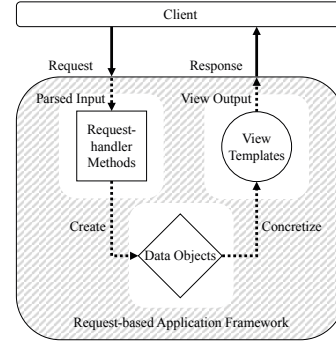 Client
Request
Response
Parsed Input
View Output
Request-
handler
Methods
View
Templates
Create
Concretize
Data Objects
Request-based Application Framework